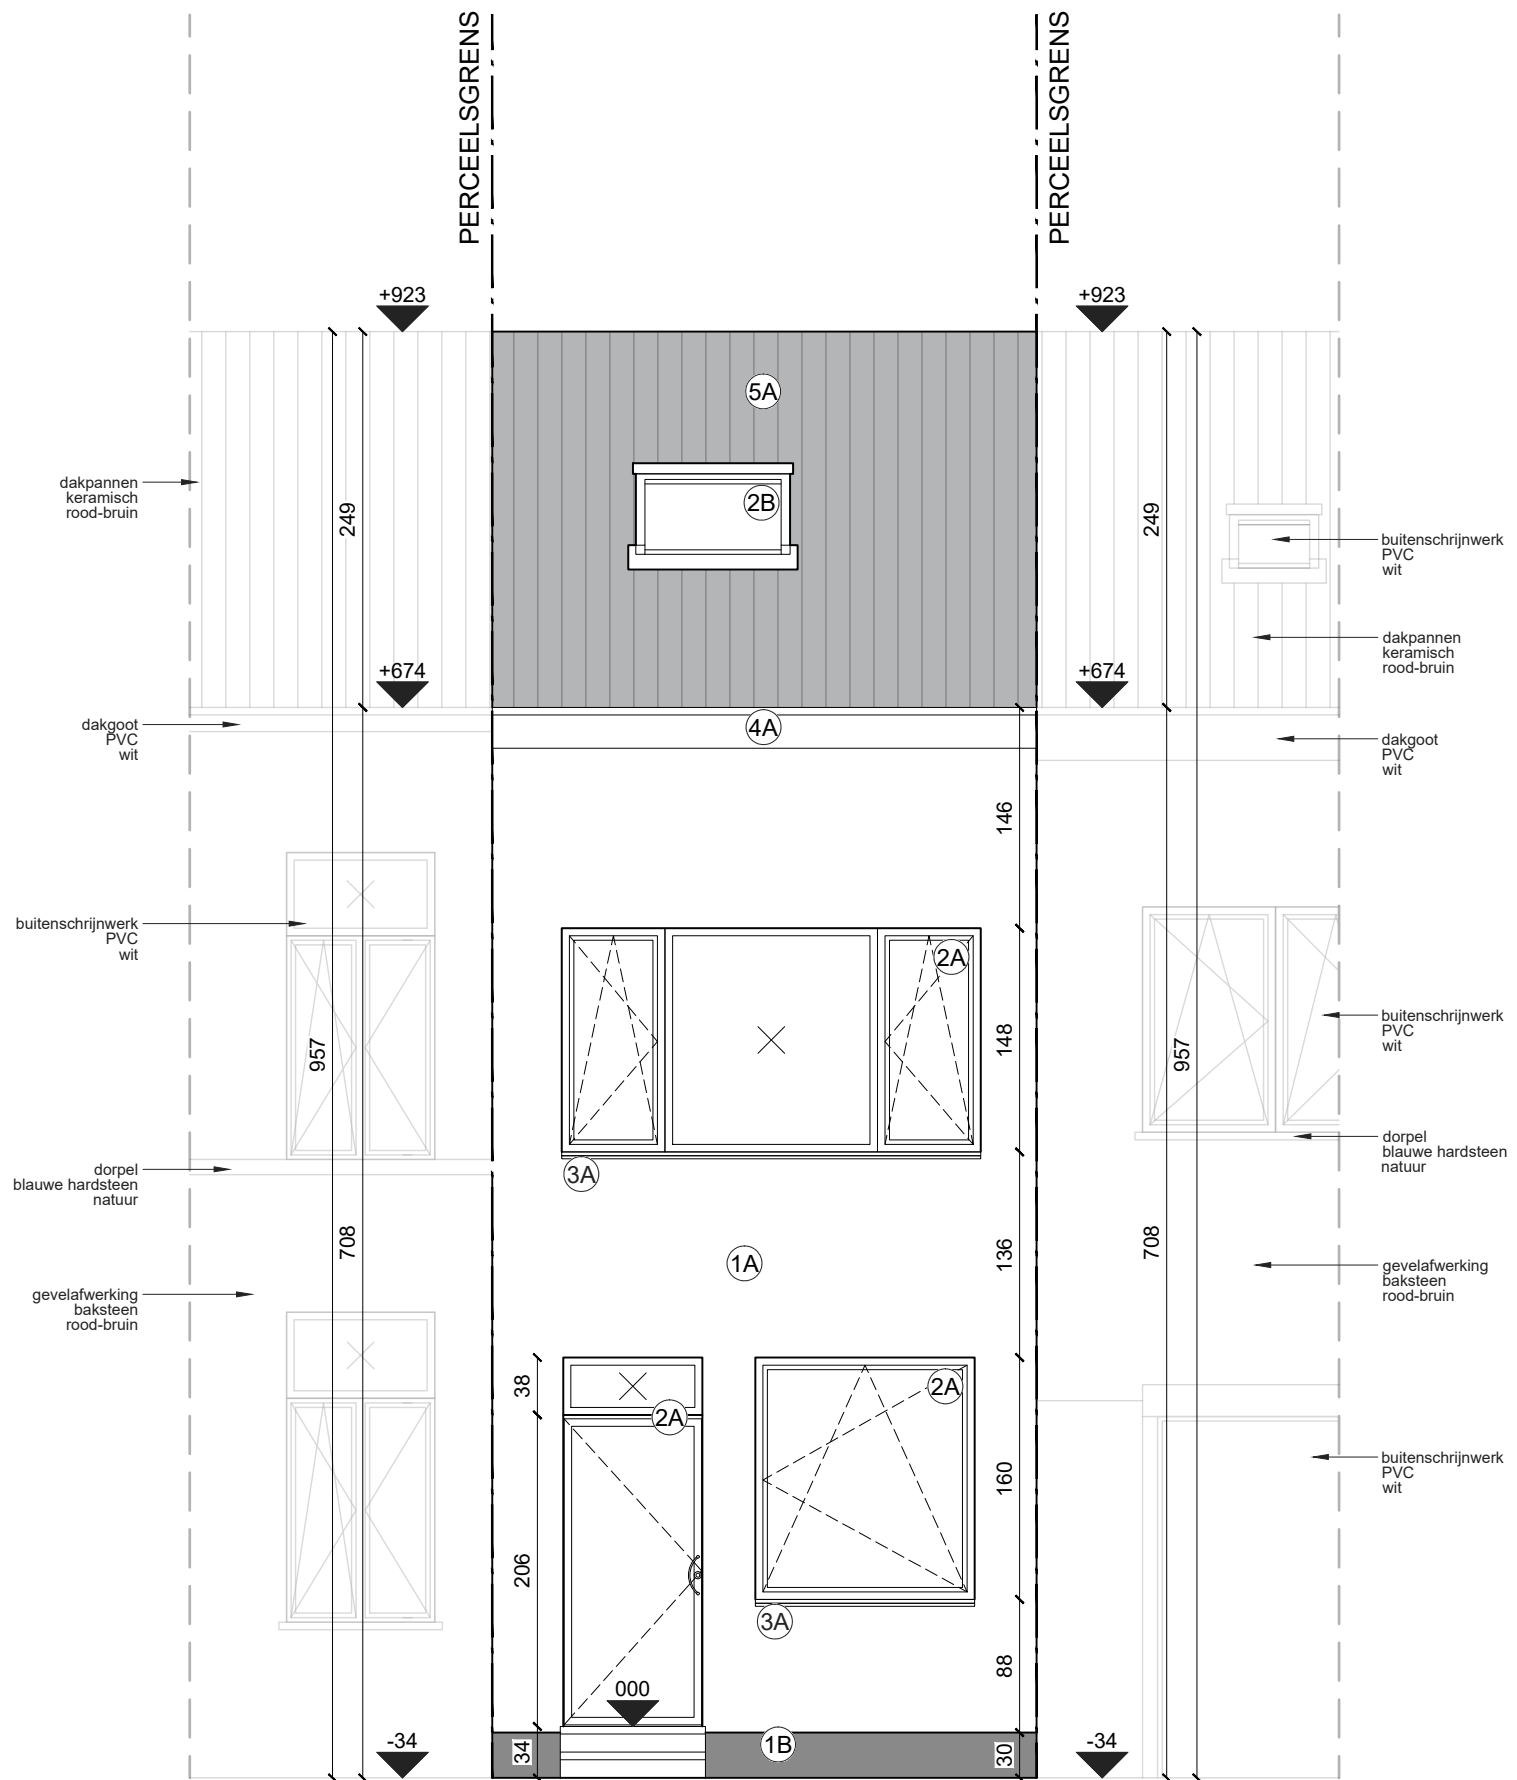 PERCEELSGRENS
PERCEELSGRENS
+923
+923
5A
dakpannen
keramisch
rood-bruin
249
2B
249
buitenschrijnwerk
PVC
wit
dakpannen
keramisch
rood-bruin
+674
+674
dakgoot
PVC
wit
4A
dakgoot
PVC
wit
146
buitenschrijnwerk
PVC
wit
2A
957
148
957
buitenschrijnwerk
PVC
wit
dorpel
blauwe hardsteen
natuur
3A
dorpel
blauwe hardsteen
natuur
708
1A
136
708
gevelafwerking
baksteen
rood-bruin
gevelafwerking
baksteen
rood-bruin
38
2A
2A
206
160
buitenschrijnwerk
PVC
wit
3A
88
000
-34
34
1B
30
-34